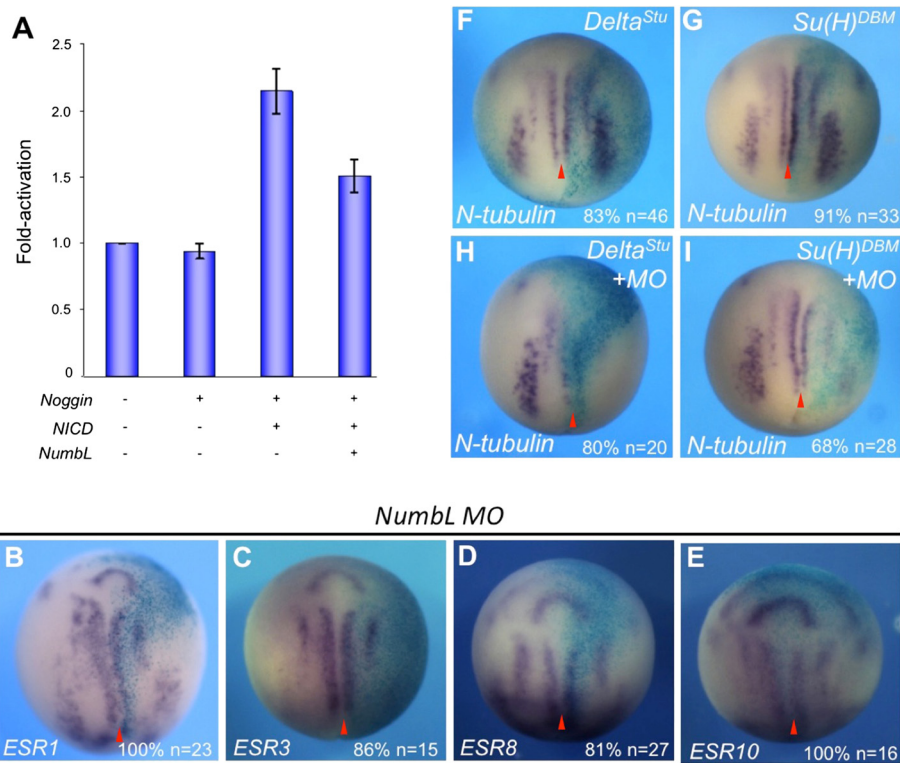 A
2.5
2.0
1.5
1.0
0.5
0
Fold-activation
Noggin - + + +
NICD - - + +
NumbL - - - +
F
Delta^Stu
N-tubulin
83% n=46
G
Su(H)^DBM
N-tubulin
91% n=33
H
Delta^Stu
+MO
N-tubulin
80% n=20
I
Su(H)^DBM
+MO
N-tubulin
68% n=28
NumbL MO
B
ESR1
100% n=23
C
ESR3
86% n=15
D
ESR8
81% n=27
E
ESR10
100% n=16